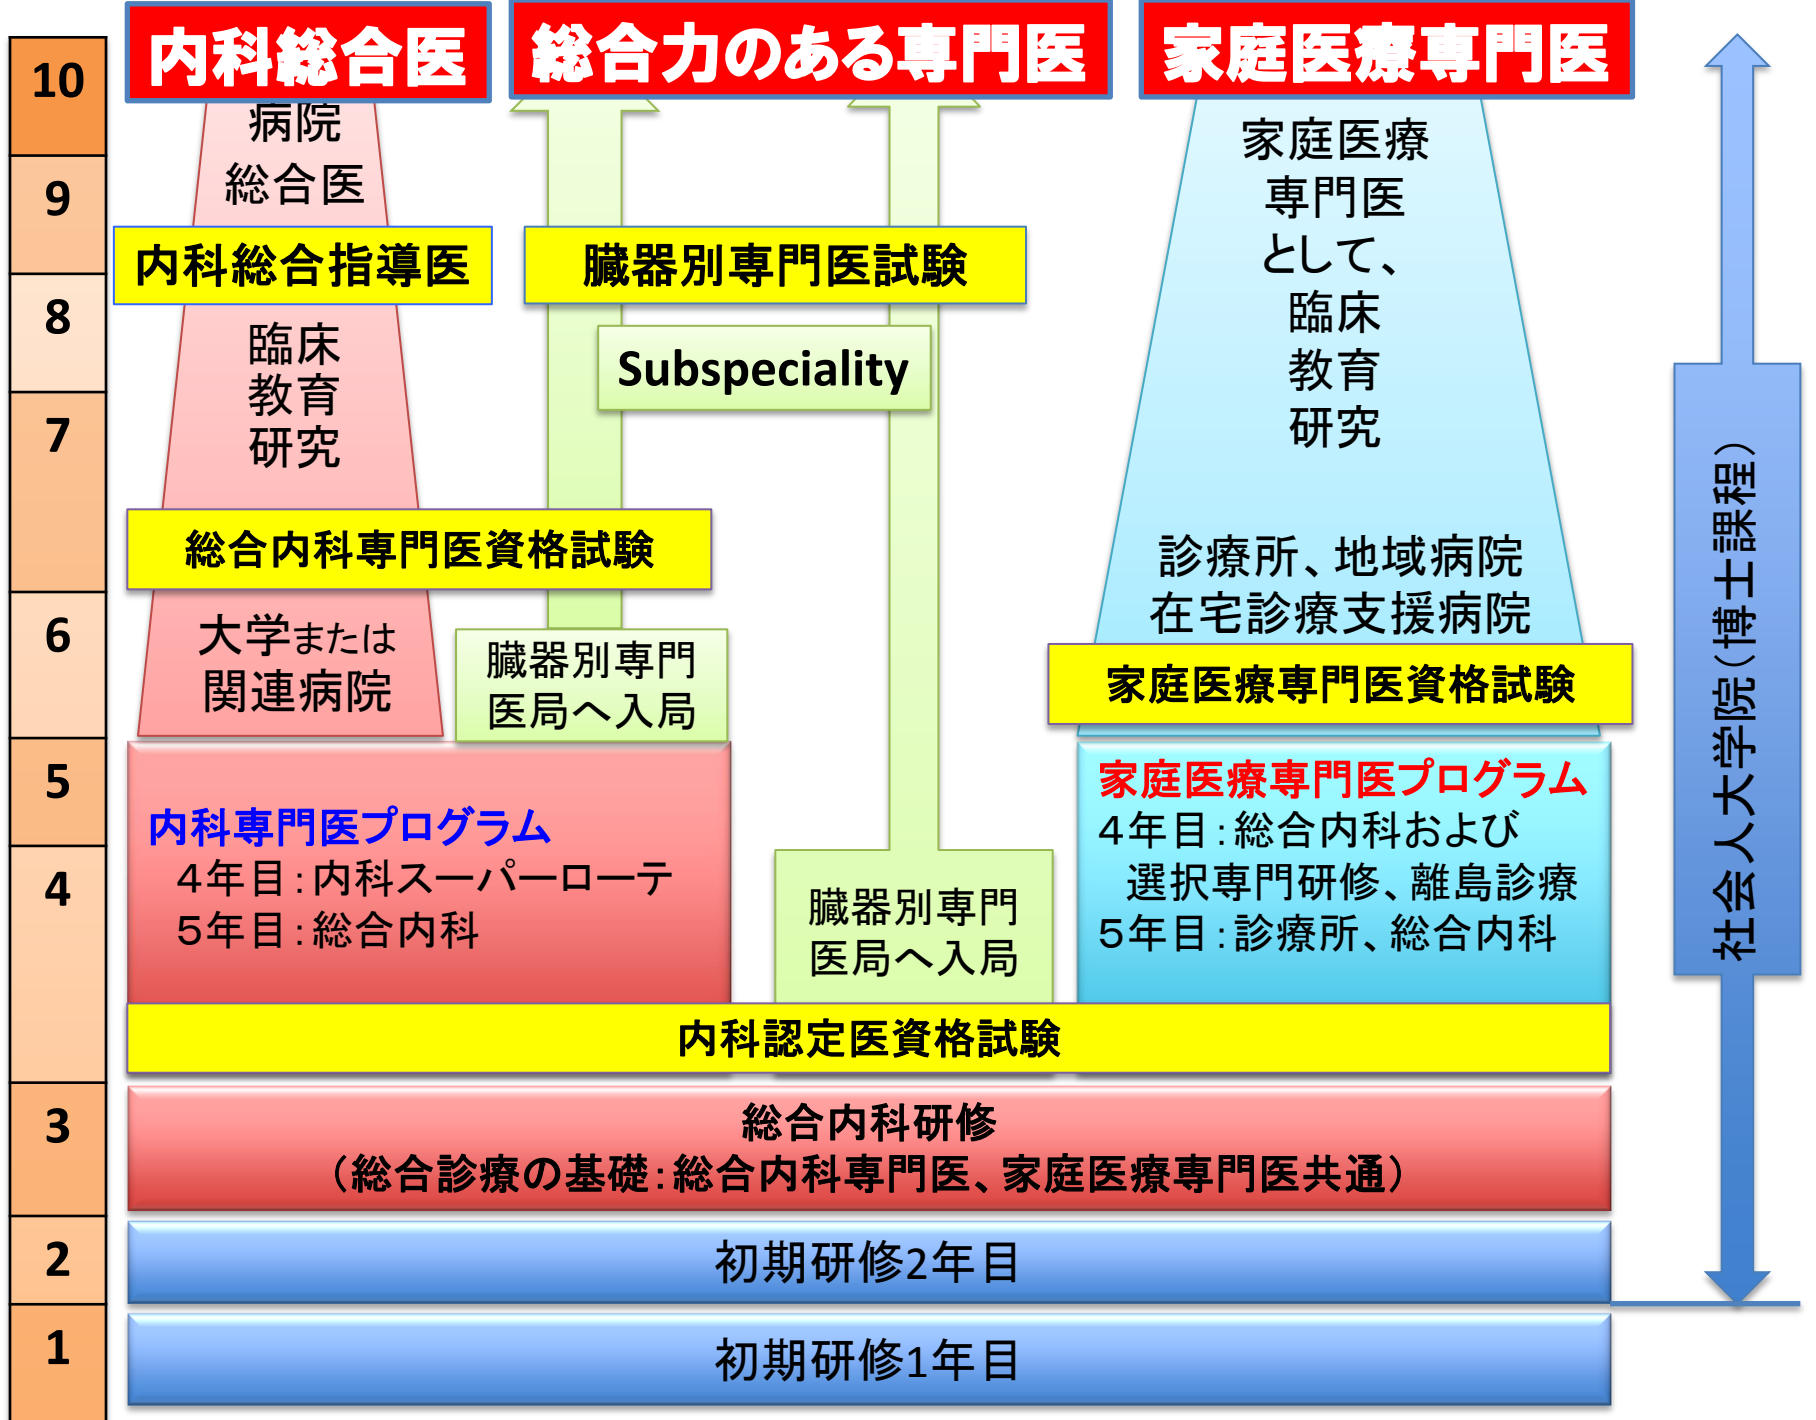 内科総合医
総合力のある専門医
家庭医療専門医
10
9
8
7
6
5
4
3
2
1
病院
総合医
内科総合指導医
臨床
教育
研究
総合内科専門医資格試験
大学または
関連病院
臓器別専門医試験
Subspeciality
臓器別専門
医局へ入局
臓器別専門
医局へ入局
家庭医療
専門医
として、
臨床
教育
研究
診療所、地域病院
在宅診療支援病院
家庭医療専門医資格試験
内科専門医プログラム
4年目：内科スーパーローテ
5年目：総合内科
家庭医療専門医プログラム
4年目：総合内科および
選択専門研修、離島診療
5年目：診療所、総合内科
内科認定医資格試験
総合内科研修
（総合診療の基礎：総合内科専門医、家庭医療専門医共通）
初期研修2年目
初期研修1年目
社会人大学院（博士課程）